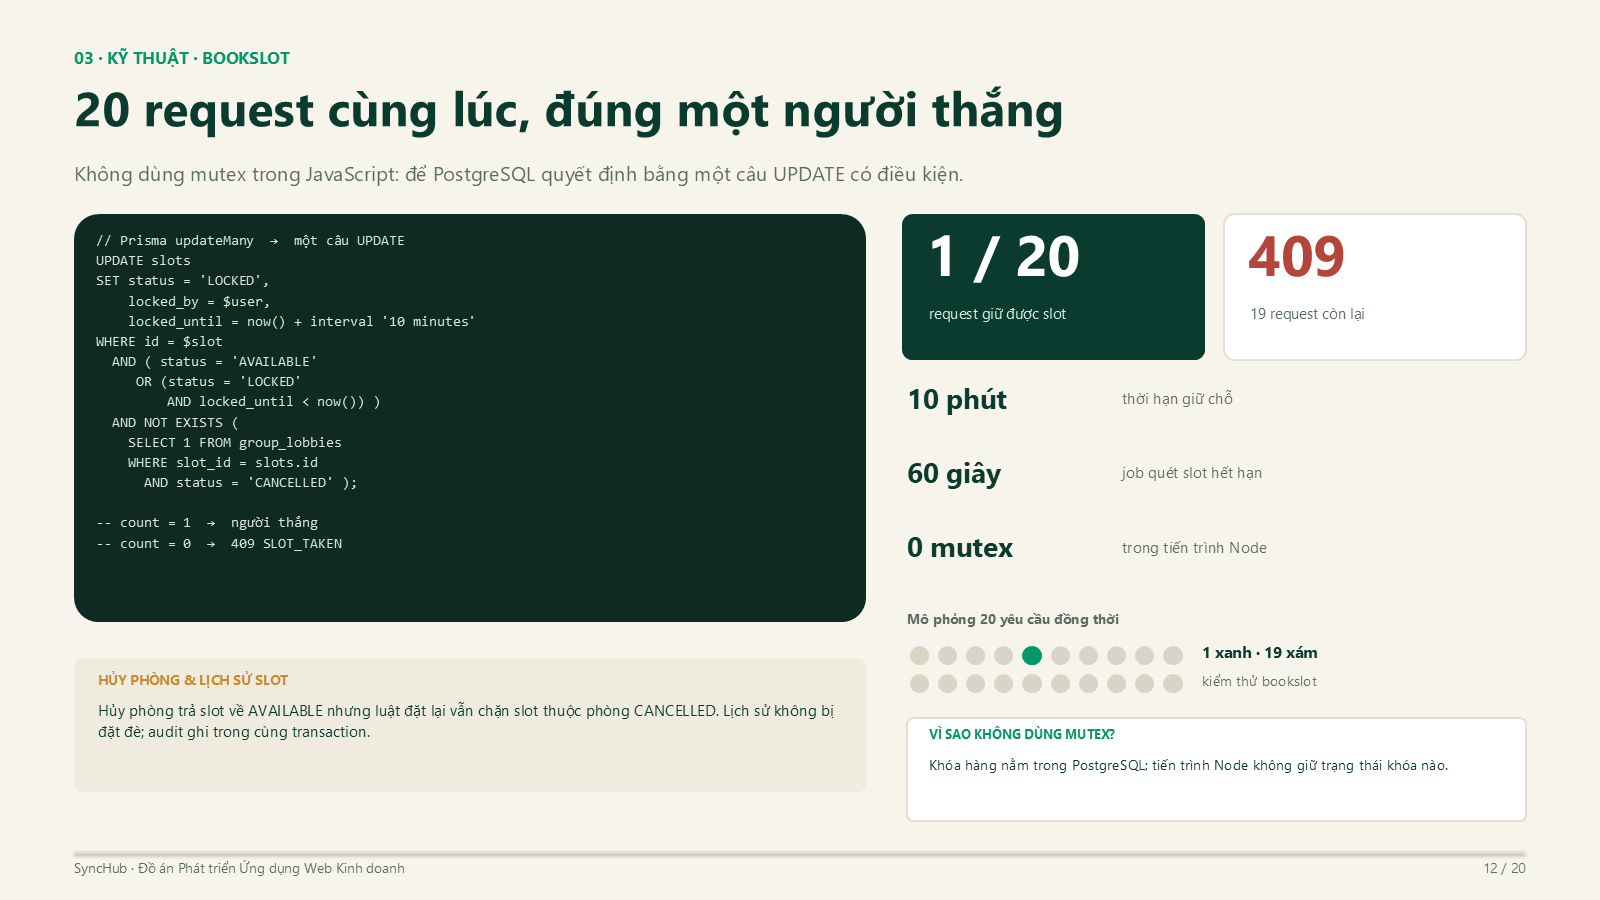 03 · KỸ THUẬT · BOOKSLOT
20 request cùng lúc, đúng một người thắng
Không dùng mutex trong JavaScript: để PostgreSQL quyết định bằng một câu UPDATE có điều kiện.
// Prisma updateMany → một câu UPDATE
UPDATE slots
SET status = 'LOCKED',
locked_by = $user,
locked_until = now() + interval '10 minutes'
WHERE id = $slot
AND ( status = 'AVAILABLE'
OR (status = 'LOCKED'
AND locked_until < now()) )
AND NOT EXISTS (
SELECT 1 FROM group_lobbies
WHERE slot_id = slots.id
AND status = 'CANCELLED' );
-- count = 1 → người thắng
-- count = 0 → 409 SLOT_TAKEN
HỦY PHÒNG & LỊCH SỬ SLOT
Hủy phòng trả slot về AVAILABLE nhưng luật đặt lại vẫn chặn slot thuộc phòng CANCELLED. Lịch sử không bị
đặt đè; audit ghi trong cùng transaction.
1 / 20
request giữ được slot
409
19 request còn lại
10 phút
thời hạn giữ chỗ
60 giây
job quét slot hết hạn
0 mutex
trong tiến trình Node
Mô phỏng 20 yêu cầu đồng thời
1 xanh · 19 xám
kiểm thử bookslot
VÌ SAO KHÔNG DÙNG MUTEX?
Khóa hàng nằm trong PostgreSQL; tiến trình Node không giữ trạng thái khóa nào.
SyncHub · Đồ án Phát triển Ứng dụng Web Kinh doanh
12 / 20